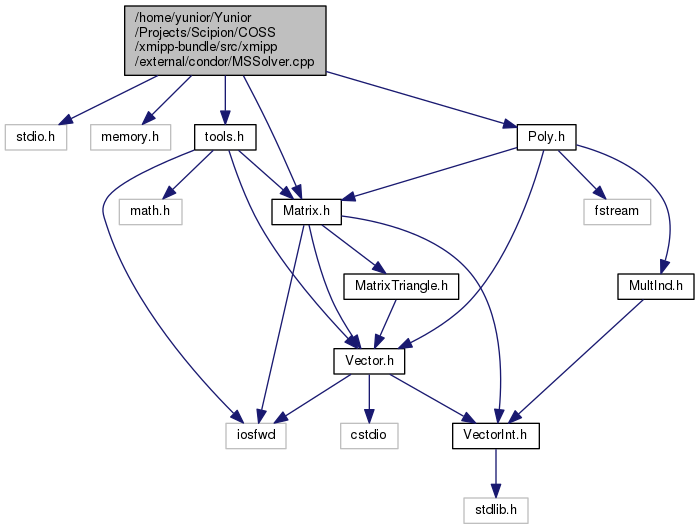 /home/yunior/Yunior
/Projects/Scipion/COSS
/xmipp-bundle/src/xmipp
/external/condor/MSSolver.cpp
stdio.h
memory.h
tools.h
Poly.h
math.h
Matrix.h
fstream
MatrixTriangle.h
MultInd.h
Vector.h
iosfwd
cstdio
VectorInt.h
stdlib.h